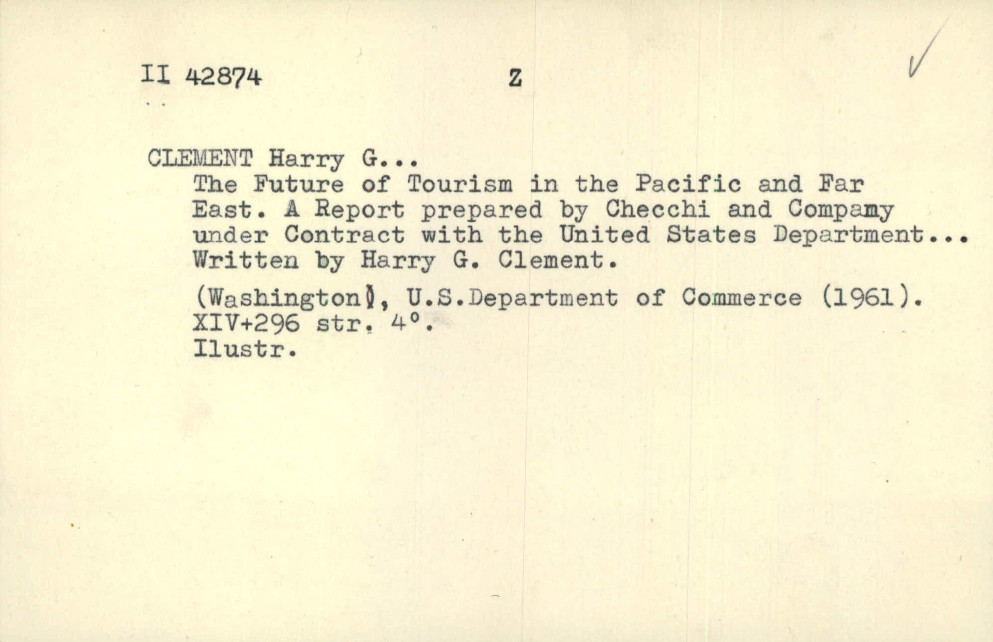 II 42874 Z
CLEMENT Harry G...
The Future of Tourism in the Pacific and Far
East. A Report prepared by Checchi and Company
under Contract with the United States Department...
Written by Harry G. Clement.
(Washington), U.S.Department of Commerce (1961).
XIV+296 str. 4°.
Ilustr.